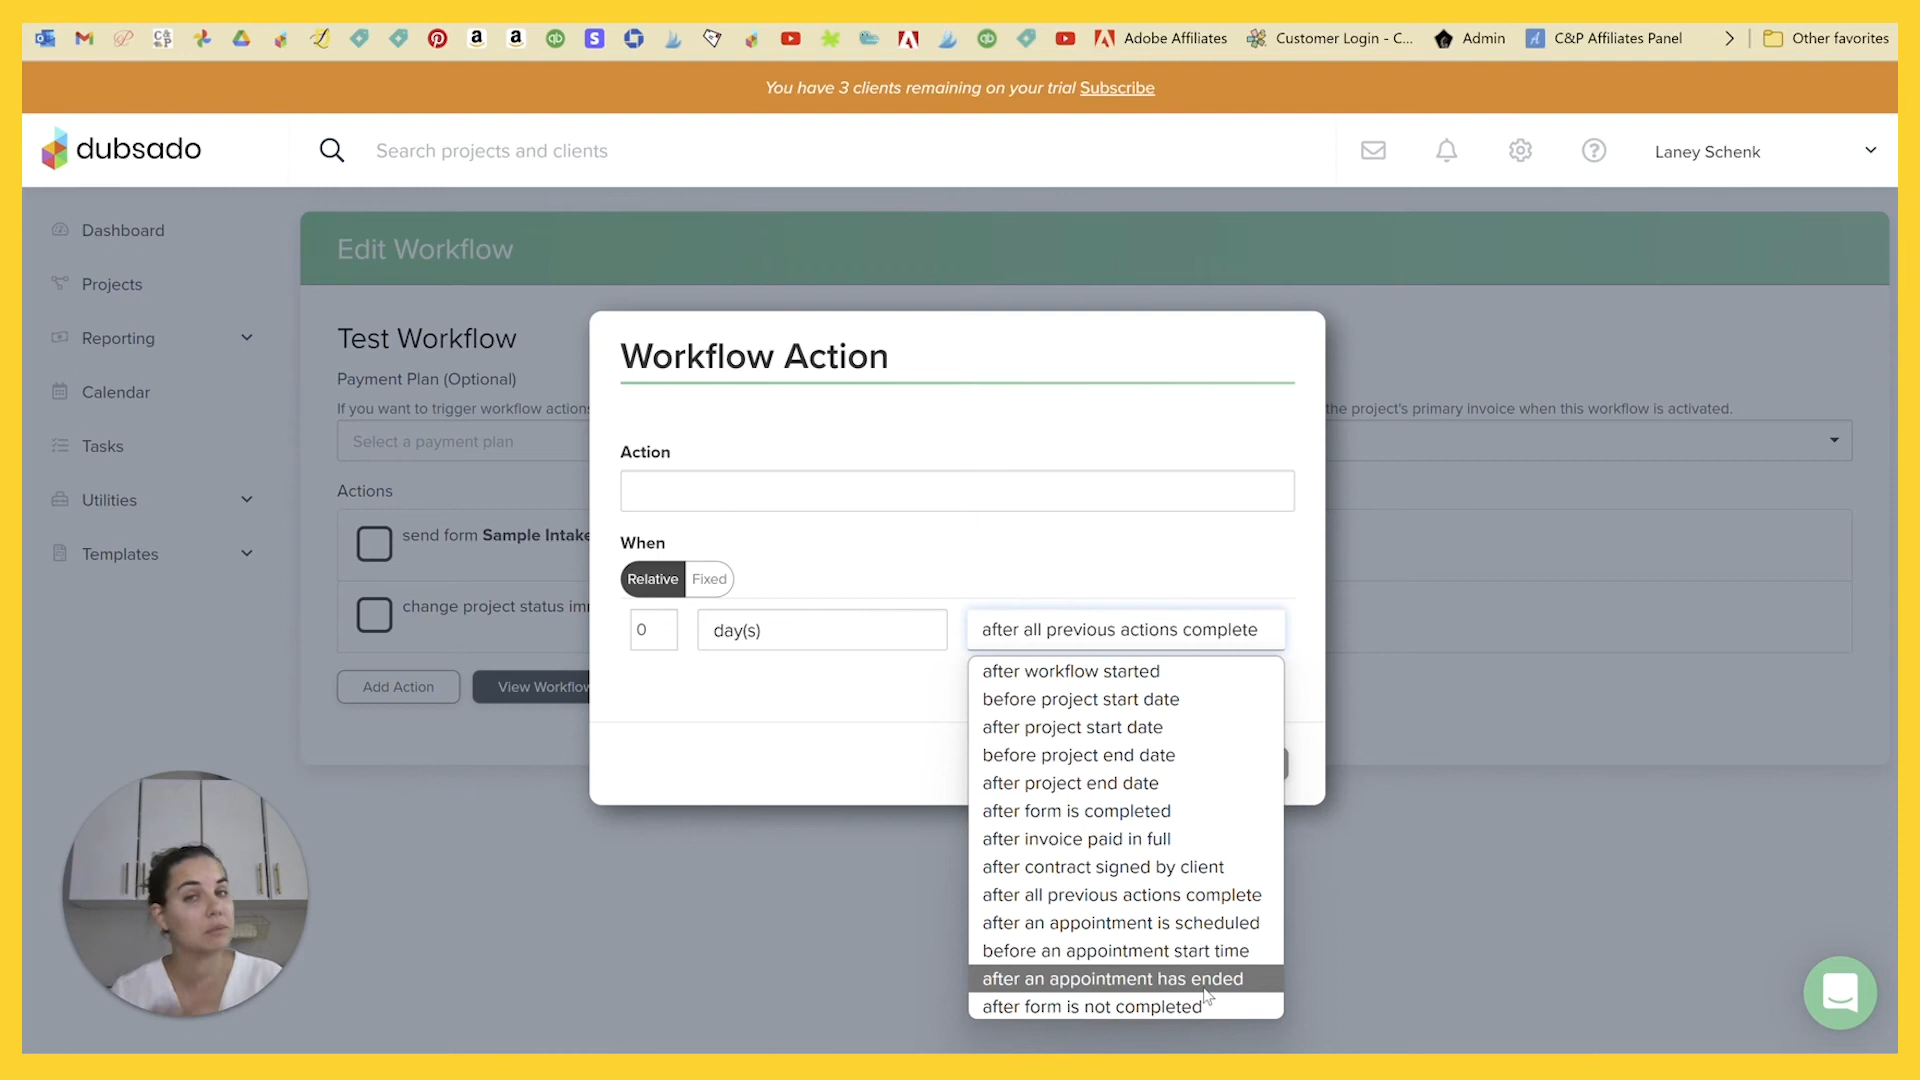 Adobe Affiliates
Customer Login - C...
Admin
C&P Affiliates Panel
Other favorites
You have 3 clients remaining on your trial Subscribe
dubsado
Search projects and clients
Laney Schenk
Dashboard
Projects
Reporting
Calendar
Tasks
Utilities
Templates
Edit Workflow
Test Workflow
Payment Plan (Optional)
If you want to trigger workflow actions
the project's primary invoice when this workflow is activated.
Select a payment plan
Actions
send form Sample Intake
change project status im
Add Action
View Workflow
Workflow Action
Action
When
Relative Fixed
0 day(s) after all previous actions complete
after workflow started
before project start date
after project start date
before project end date
after project end date
after form is completed
after invoice paid in full
after contract signed by client
after all previous actions complete
after an appointment is scheduled
before an appointment start time
after an appointment has ended
after form is not completed